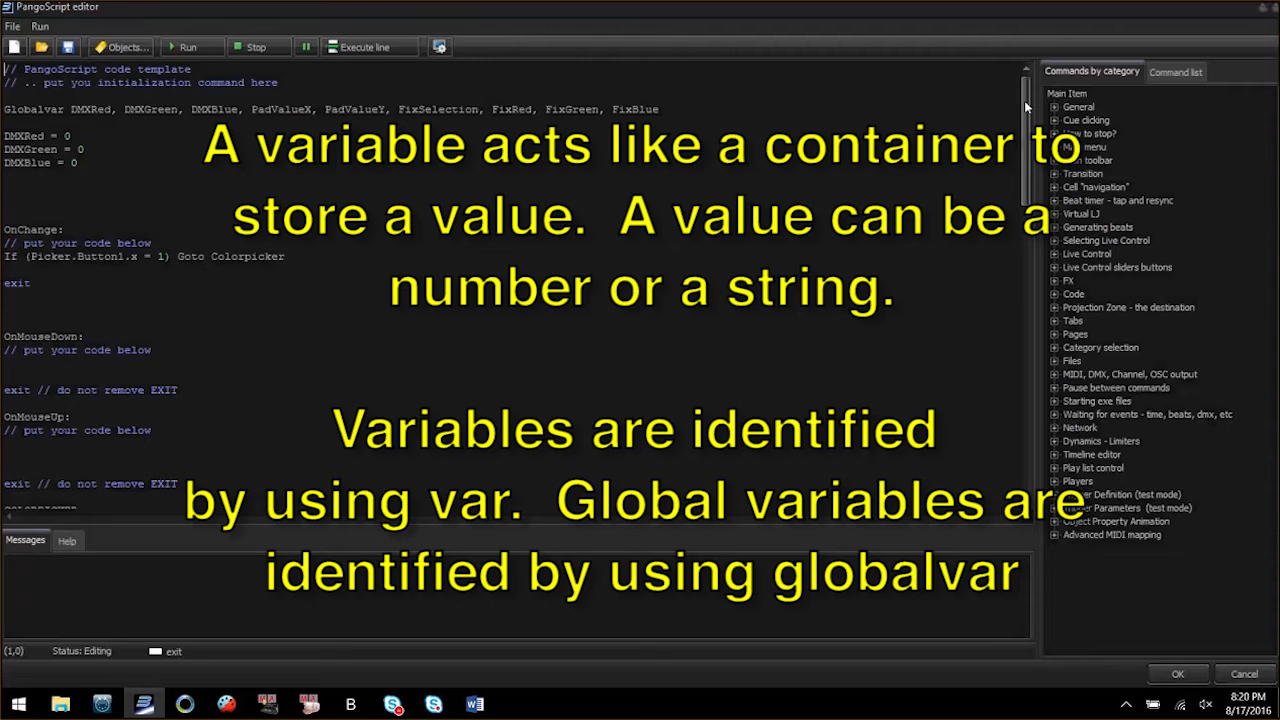 PangoScript editor
File Run
Objects... Run Stop Execute line
// PangoScript code template
// .. put you initialization command here
Globalvar DMXRed, DMXGreen, DMXBlue, PadValueX, PadValueY, FixSelection, FixRed, FixGreen, FixBlue
DMXRed = 0
DMXGreen = 0
DMXBlue = 0
OnChange:
// put your code below
If (Picker.Button1.x = 1) Goto Colorpicker
exit
OnMouseDown:
// put your code below
exit // do not remove EXIT
OnMouseUp:
// put your code below
exit // do not remove EXIT
A variable acts like a container to
store a value. A value can be a
number or a string.
Variables are identified
by using var. Global variables are
identified by using globalvar
Commands by category Command list
Main Item
General
Cue clicking
How to stop?
menu
toolbar
Transition
Cell "navigation"
Beat timer - tap and resync
Virtual LJ
Generating beats
Selecting Live Control
Live Control
Live Control sliders buttons
FX
Code
Projection Zone - the destination
Tabs
Pages
Category selection
Files
MIDI, DMX, Channel, OSC output
Pause between commands
Starting exe files
Waiting for events - time, beats, dmx, etc
Network
Dynamics - Limiters
Timeline editor
Play list control
Players
Definition (test mode)
Parameters (test mode)
Object Property Animation
Advanced MIDI mapping
Messages Help
(1,0) Status: Editing exit
OK Cancel
B
8:20 PM
8/17/2016